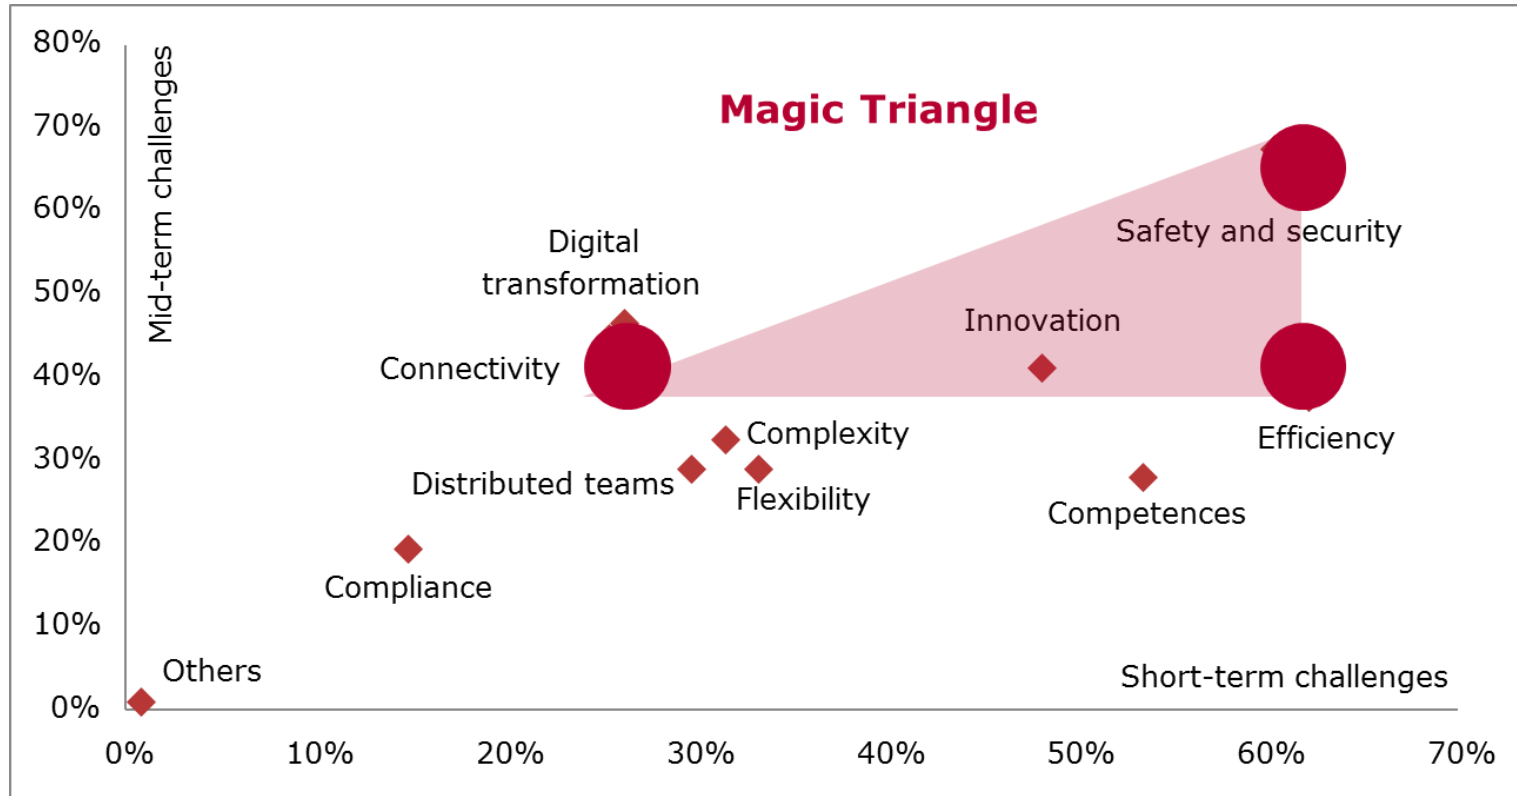 80%
70%
60%
50%
40%
30%
20%
10%
0%
Mid-term challenges
Magic Triangle
Safety and security
Digital
transformation
Innovation
Connectivity
Complexity
Efficiency
Distributed teams
Flexibility
Competences
Compliance
Others
Short-term challenges
0% 10% 20% 30% 40% 50% 60% 70%